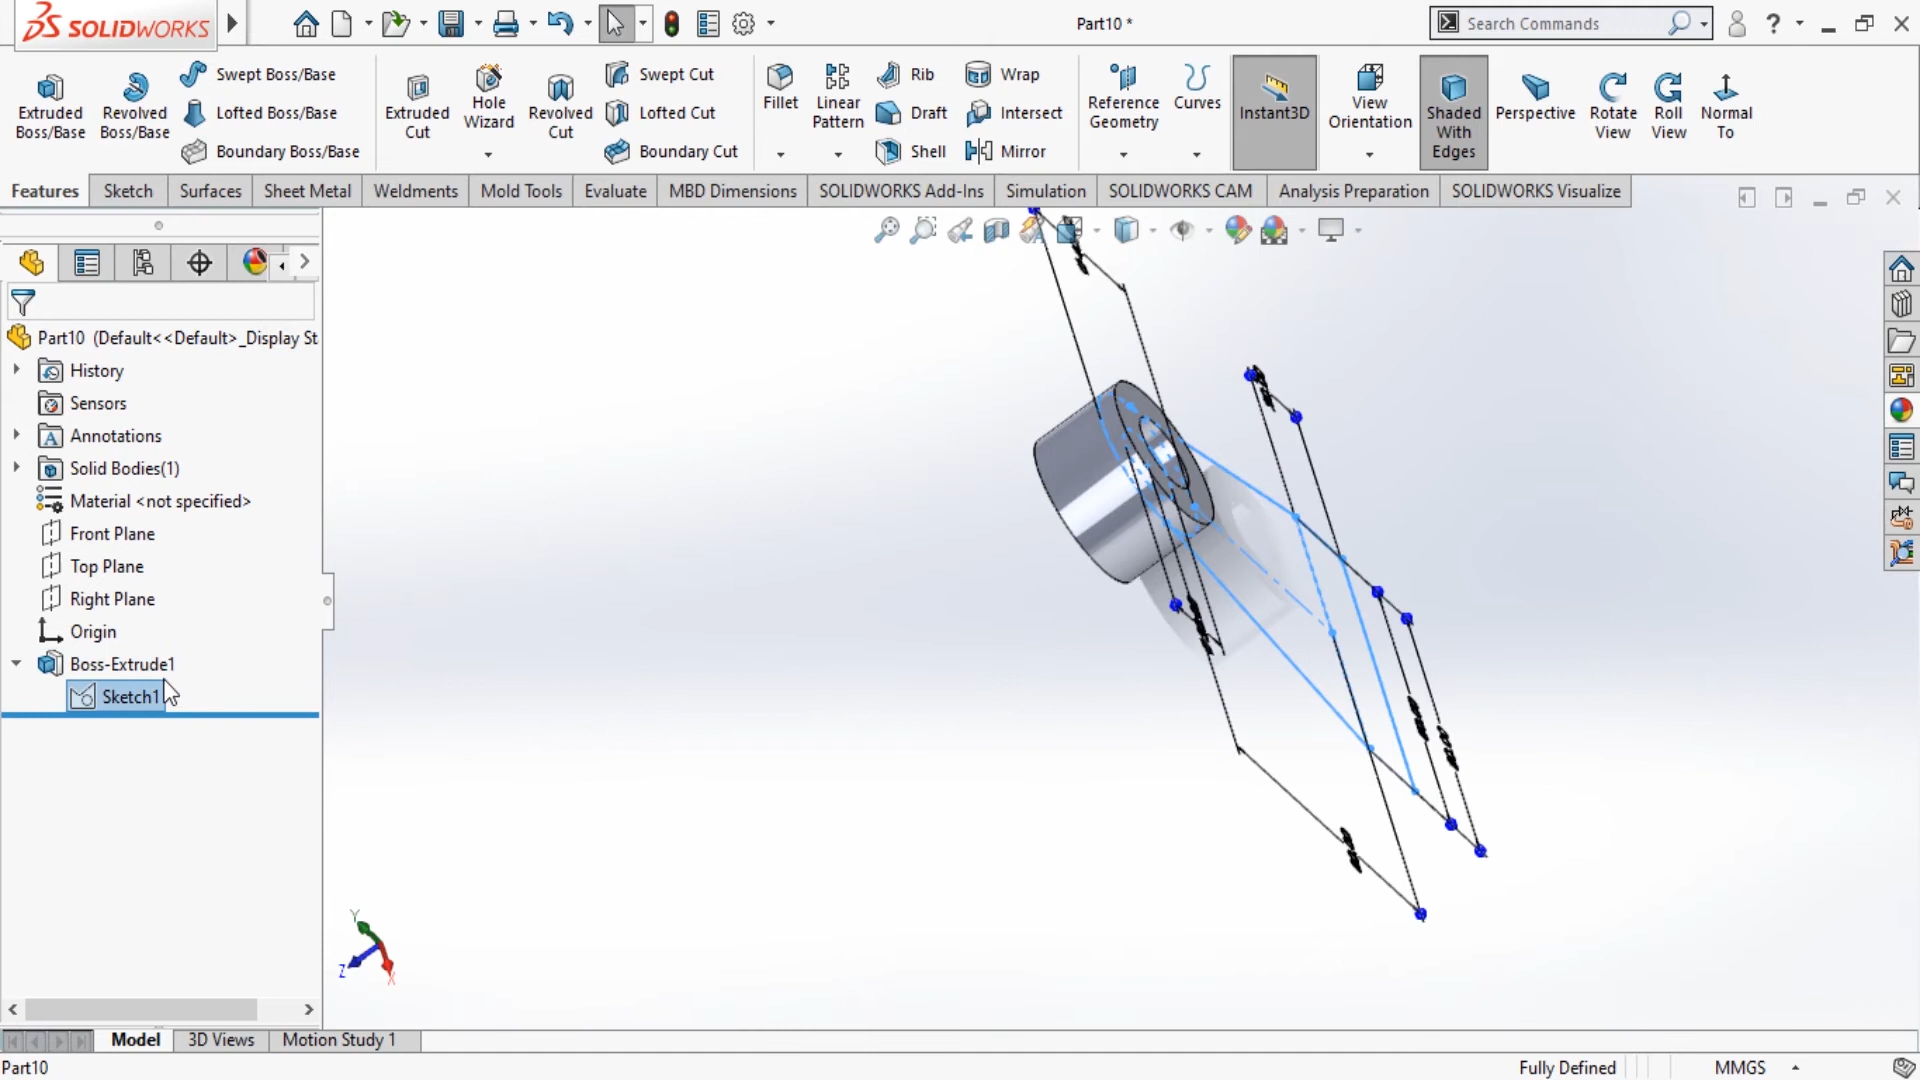 SOLIDWORKS
Part10 *
Search Commands
Extruded Boss/Base
Revolved Boss/Base
Swept Boss/Base
Lofted Boss/Base
Boundary Boss/Base
Extruded Cut
Hole Wizard
Revolved Cut
Swept Cut
Lofted Cut
Boundary Cut
Fillet
Linear Pattern
Rib
Draft
Shell
Wrap
Intersect
Mirror
Reference Geometry
Curves
Instant3D
View Orientation
Shaded With Edges
Perspective
Rotate View
Roll View
Normal To
Features
Sketch
Surfaces
Sheet Metal
Weldments
Mold Tools
Evaluate
MBD Dimensions
SOLIDWORKS Add-Ins
Simulation
SOLIDWORKS CAM
Analysis Preparation
SOLIDWORKS Visualize
Part10 (Default<<Default>_Display St
History
Sensors
Annotations
Solid Bodies(1)
Material <not specified>
Front Plane
Top Plane
Right Plane
Origin
Boss-Extrude1
Sketch1
Y
Z
X
Model
3D Views
Motion Study 1
Part10
Fully Defined
MMGS